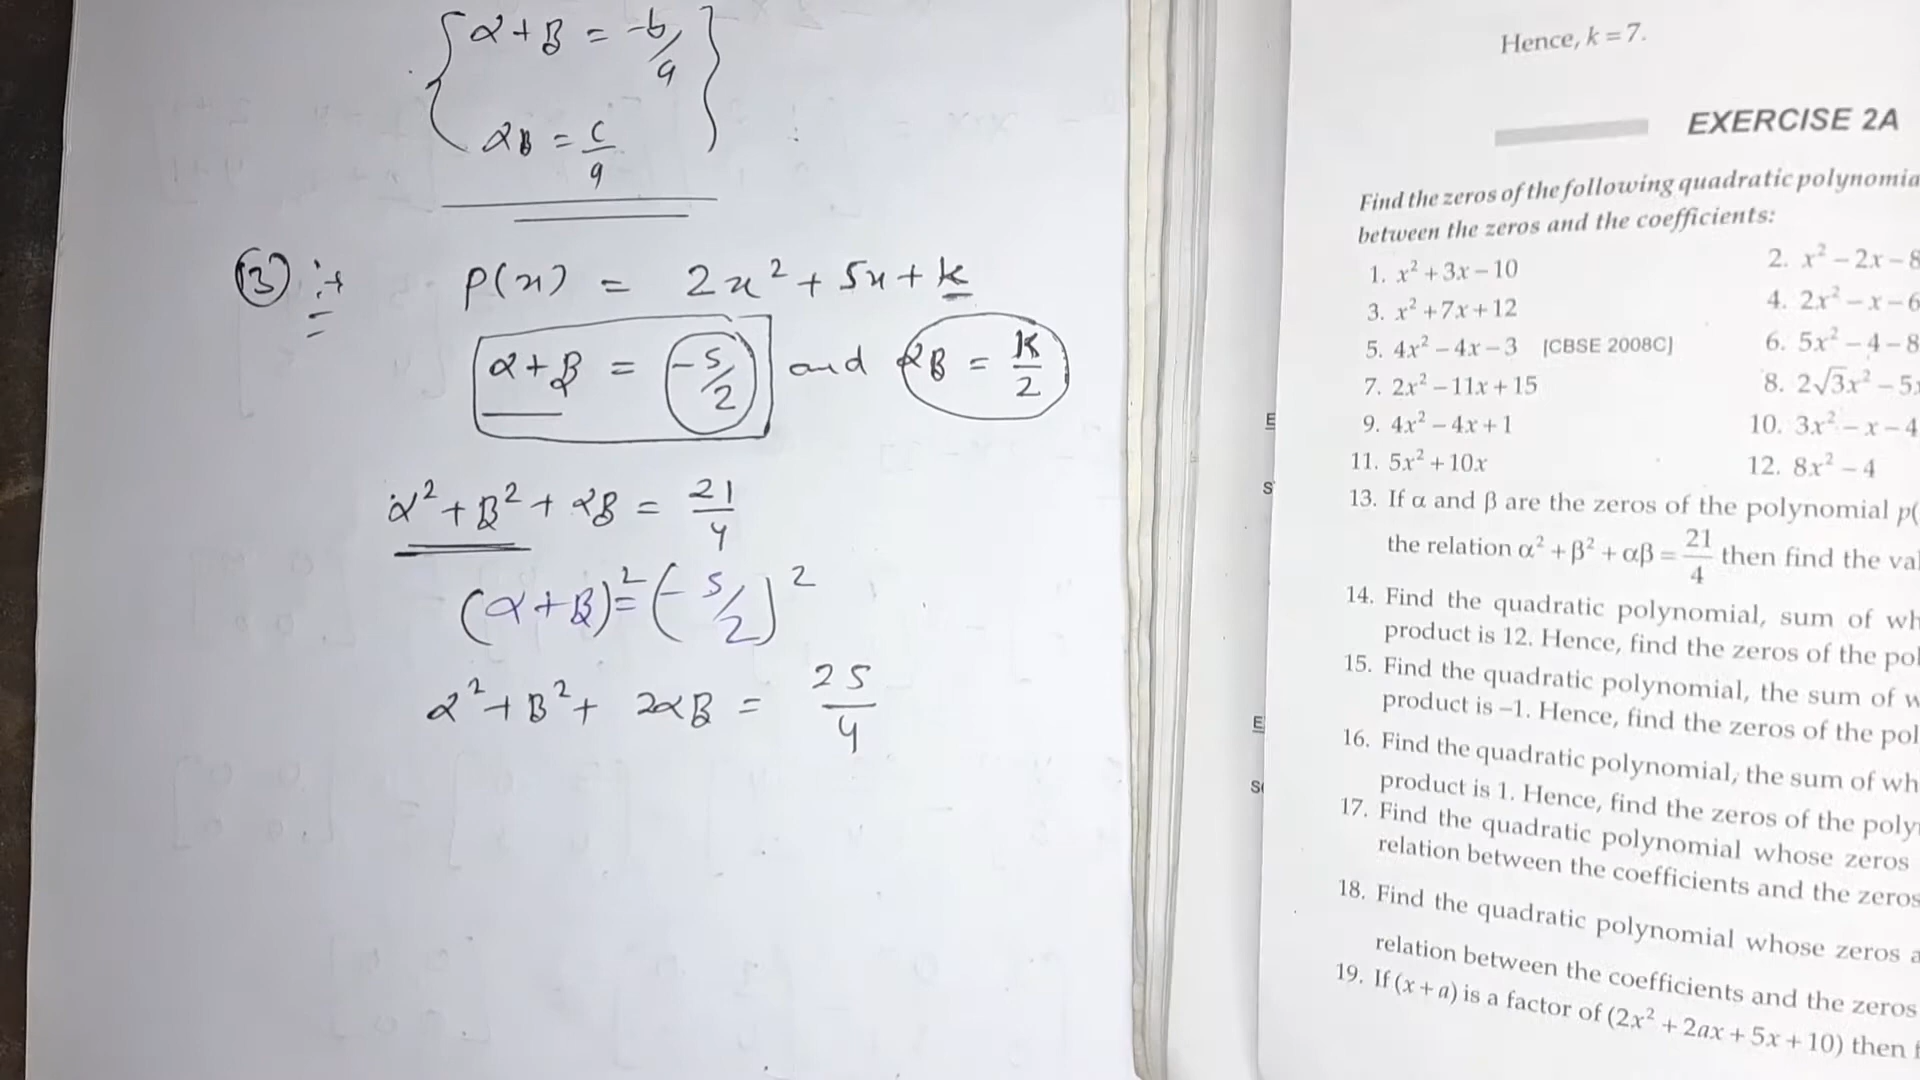 α+β = -b/a
αβ = c/a
(13) :→ p(x) = 2x² + 5x + k
α+β = -5/2 and αβ = k/2
α² + β² + αβ = 21/4
(α+β)² = (-5/2)²
α² + β² + 2αβ = 25/4
Hence, k = 7.
EXERCISE 2A
Find the zeros of the following quadratic polynomia
between the zeros and the coefficients:
1. x² + 3x − 10
2. x² − 2x − 8
3. x² + 7x + 12
4. 2x² − x − 6
5. 4x² − 4x − 3 [CBSE 2008C]
6. 5x² − 4 − 8
7. 2x² − 11x + 15
8. 2√3x² − 5x
9. 4x² − 4x + 1
10. 3x² − x − 4
11. 5x² + 10x
12. 8x² − 4
13. If α and β are the zeros of the polynomial p(
the relation α² + β² + αβ = 21/4 then find the val
14. Find the quadratic polynomial, sum of wh
product is 12. Hence, find the zeros of the pol
15. Find the quadratic polynomial, the sum of w
product is −1. Hence, find the zeros of the pol
16. Find the quadratic polynomial, the sum of wh
product is 1. Hence, find the zeros of the poly
17. Find the quadratic polynomial whose zeros
relation between the coefficients and the zeros
18. Find the quadratic polynomial whose zeros a
relation between the coefficients and the zeros
19. If (x + a) is a factor of (2x² + 2ax + 5x + 10) then f